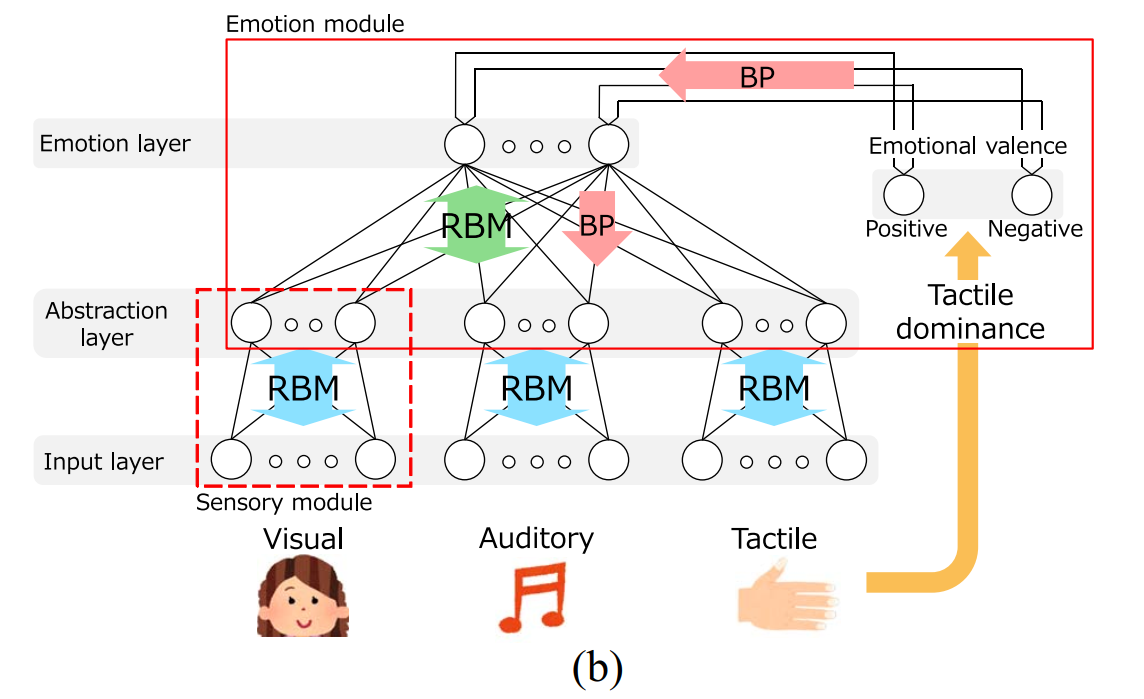 Emotion module
BP
Emotion layer
Emotional valence
RBM
BP
Positive
Negative
Abstraction
layer
Tactile
dominance
RBM
RBM
RBM
Input layer
Sensory module
Visual
Auditory
Tactile
(b)